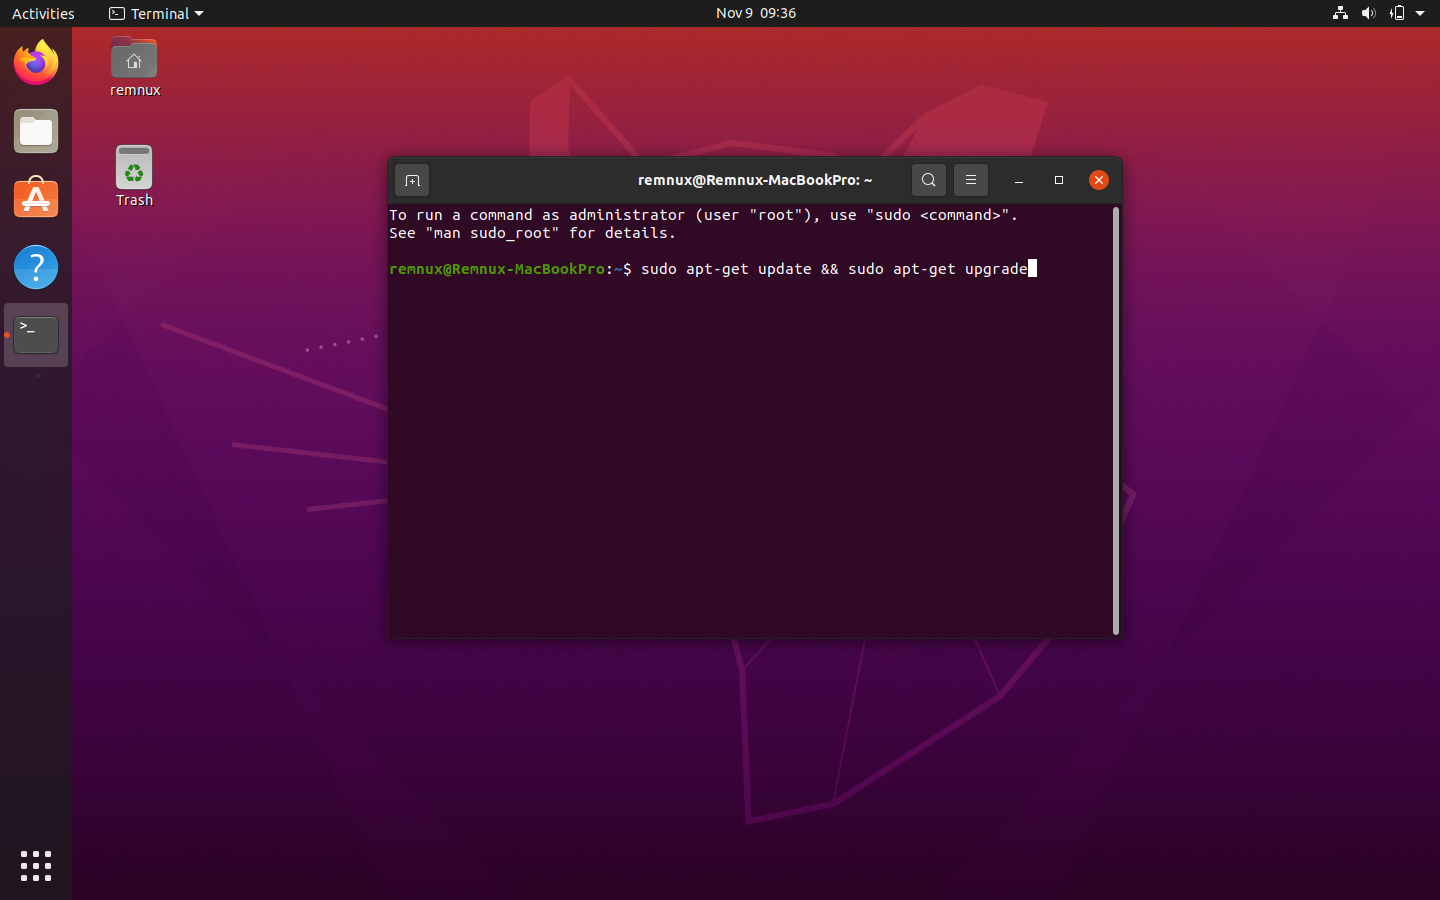 Activities
Terminal
Nov 9 09:36
remnux
Trash
remnux@Remnux-MacBookPro: ~
To run a command as administrator (user "root"), use "sudo <command>".
See "man sudo_root" for details.
remnux@Remnux-MacBookPro:~$ sudo apt-get update && sudo apt-get upgrade